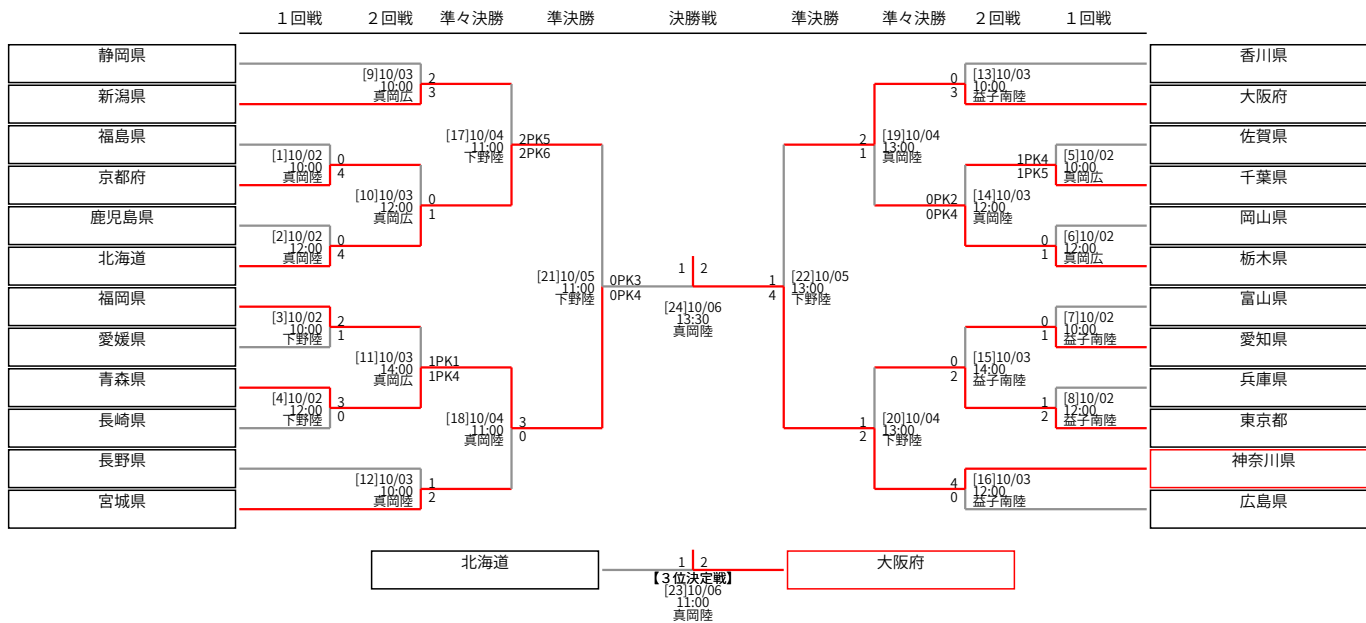 １回戦 ２回戦 準々決勝 準決勝 決勝戦 準決勝 準々決勝 ２回戦 １回戦
静岡県
新潟県
福島県
京都府
鹿児島県
北海道
福岡県
愛媛県
青森県
長崎県
長野県
宮城県
[1]10/02
10:00
真岡陸
0
4
[2]10/02
12:00
真岡陸
0
4
[3]10/02
10:00
下野陸
2
1
[4]10/02
12:00
下野陸
3
0
[9]10/03
10:00
真岡広
2
3
[10]10/03
12:00
真岡広
0
1
[11]10/03
14:00
真岡広
1PK1
1PK4
[12]10/03
10:00
真岡陸
1
2
[17]10/04
11:00
下野陸
2PK5
2PK6
[18]10/04
11:00
真岡陸
3
0
[21]10/05
11:00
下野陸
0PK3
0PK4
1 2
[24]10/06
13:30
真岡陸
1
4
[22]10/05
13:00
下野陸
2
1
[19]10/04
13:00
真岡陸
1
2
[20]10/04
13:00
下野陸
0
3
[13]10/03
10:00
益子南陸
0PK2
0PK4
[14]10/03
12:00
真岡陸
0
2
[15]10/03
14:00
益子南陸
4
0
[16]10/03
12:00
益子南陸
1PK4
1PK5
[5]10/02
10:00
真岡広
0
1
[6]10/02
12:00
真岡広
0
1
[7]10/02
10:00
益子南陸
1
2
[8]10/02
12:00
益子南陸
香川県
大阪府
佐賀県
千葉県
岡山県
栃木県
富山県
愛知県
兵庫県
東京都
神奈川県
広島県
北海道 1 2 大阪府
【３位決定戦】
[23]10/06
11:00
真岡陸